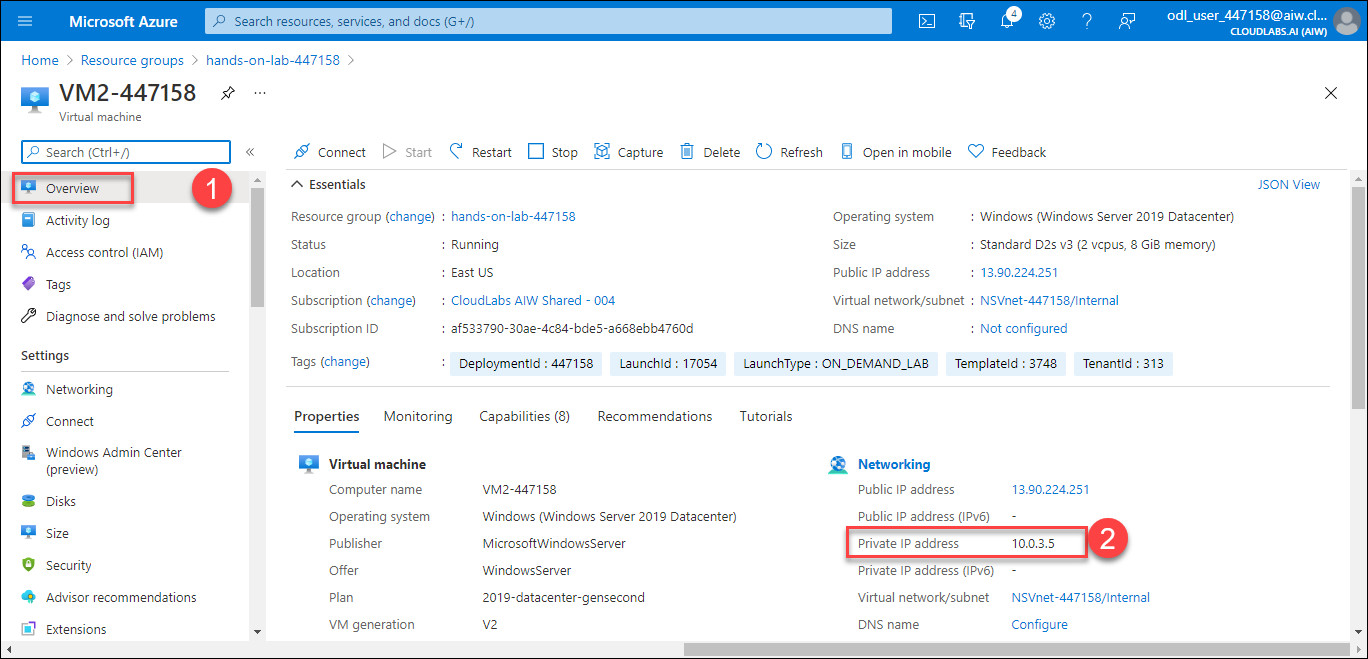 Microsoft Azure
Search resources, services, and docs (G+/)
4
odl_user_447158@aiw.cl...
CLOUDLABS.AI (AIW)
Home > Resource groups > hands-on-lab-447158 >
VM2-447158 ...
Virtual machine
Search (Ctrl+/) «
Connect Start Restart Stop Capture Delete Refresh Open in mobile Feedback
Overview
1
Activity log
Access control (IAM)
Tags
Diagnose and solve problems
Settings
Networking
Connect
Windows Admin Center
(preview)
Disks
Size
Security
Advisor recommendations
Extensions
Essentials
JSON View
Resource group (change) : hands-on-lab-447158
Status : Running
Location : East US
Subscription (change) : CloudLabs AIW Shared - 004
Subscription ID : af533790-30ae-4c84-bde5-a668ebb4760d
Operating system : Windows (Windows Server 2019 Datacenter)
Size : Standard D2s v3 (2 vcpus, 8 GiB memory)
Public IP address : 13.90.224.251
Virtual network/subnet : NSVnet-447158/Internal
DNS name : Not configured
Tags (change) : DeploymentId : 447158 LaunchId : 17054 LaunchType : ON_DEMAND_LAB TemplateId : 3748 TenantId : 313
Properties Monitoring Capabilities (8) Recommendations Tutorials
Virtual machine
Computer name VM2-447158
Operating system Windows (Windows Server 2019 Datacenter)
Publisher MicrosoftWindowsServer
Offer WindowsServer
Plan 2019-datacenter-gensecond
VM generation V2
Networking
Public IP address 13.90.224.251
Public IP address (IPv6) -
Private IP address 10.0.3.5
2
Private IP address (IPv6) -
Virtual network/subnet NSVnet-447158/Internal
DNS name Configure